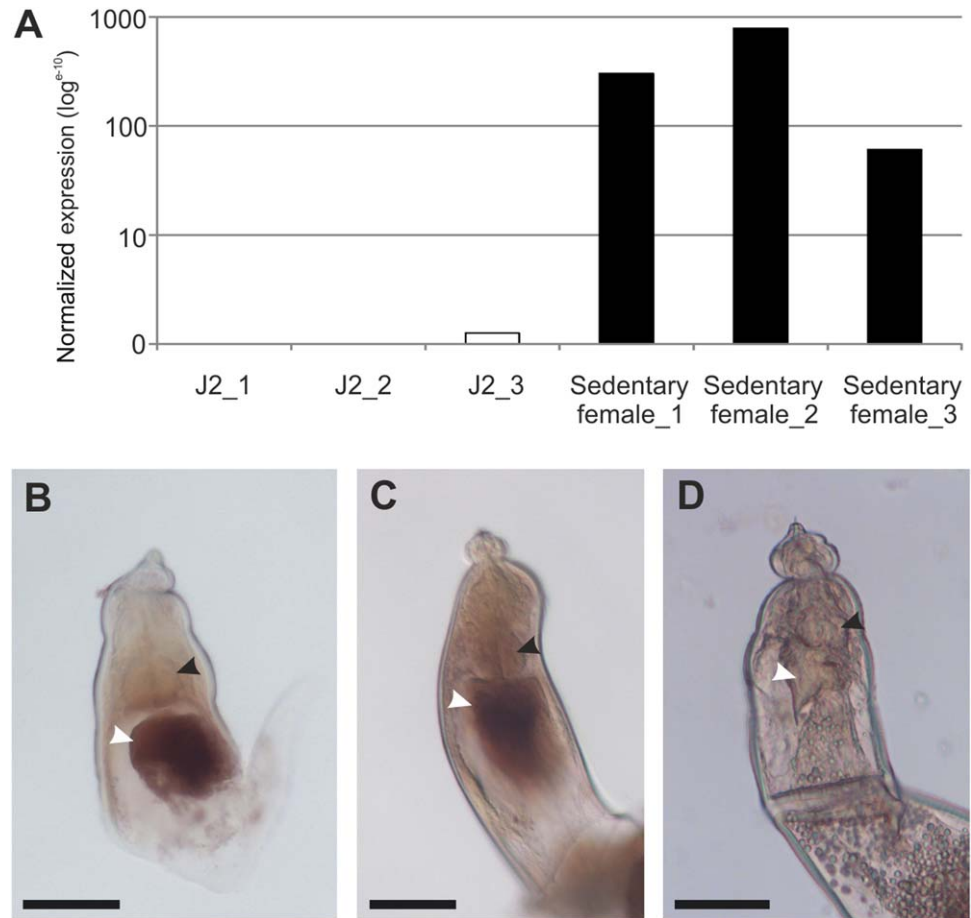 A
Normalized expression (log^e-10)
1000
100
10
0
J2_1
J2_2
J2_3
Sedentary
female_1
Sedentary
female_2
Sedentary
female_3
B
C
D